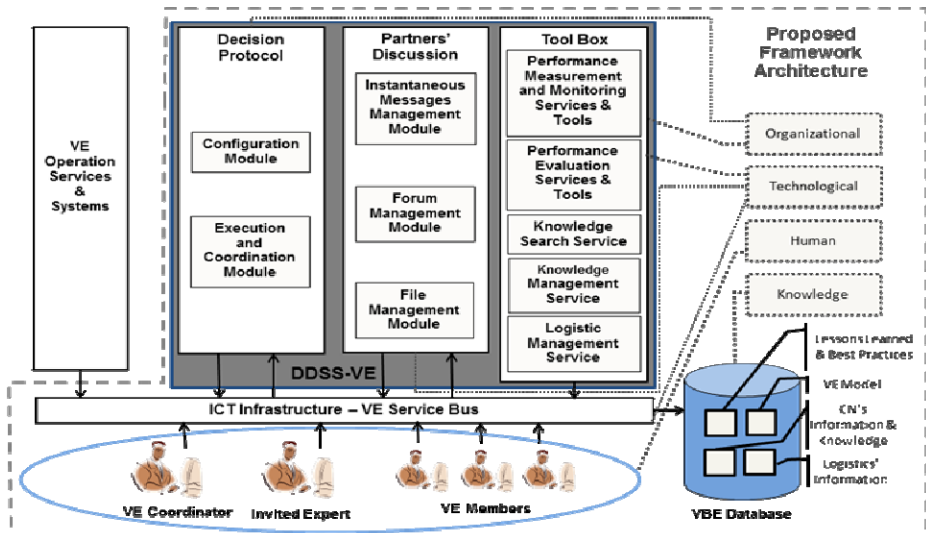 VE
Operation
Services
&
Systems
Decision
Protocol
Configuration
Module
Execution
and
Coordination
Module
Partners'
Discussion
Instantaneous
Messages
Management
Module
Forum
Management
Module
File
Management
Module
Tool Box
Performance
Measurement
and Monitoring
Services &
Tools
Performance
Evaluation
Services &
Tools
Knowledge
Search Service
Knowledge
Management
Service
Logistic
Management
Service
DDSS-VE
Proposed
Framework
Architecture
Organizational
Technological
Human
Knowledge
Lessons Learned
& Best Practices
VE Model
CN's
Information &
Knowledge
Logistics'
Information
ICT Infrastructure – VE Service Bus
VE Coordinator
Invited Expert
VE Members
VBE Database